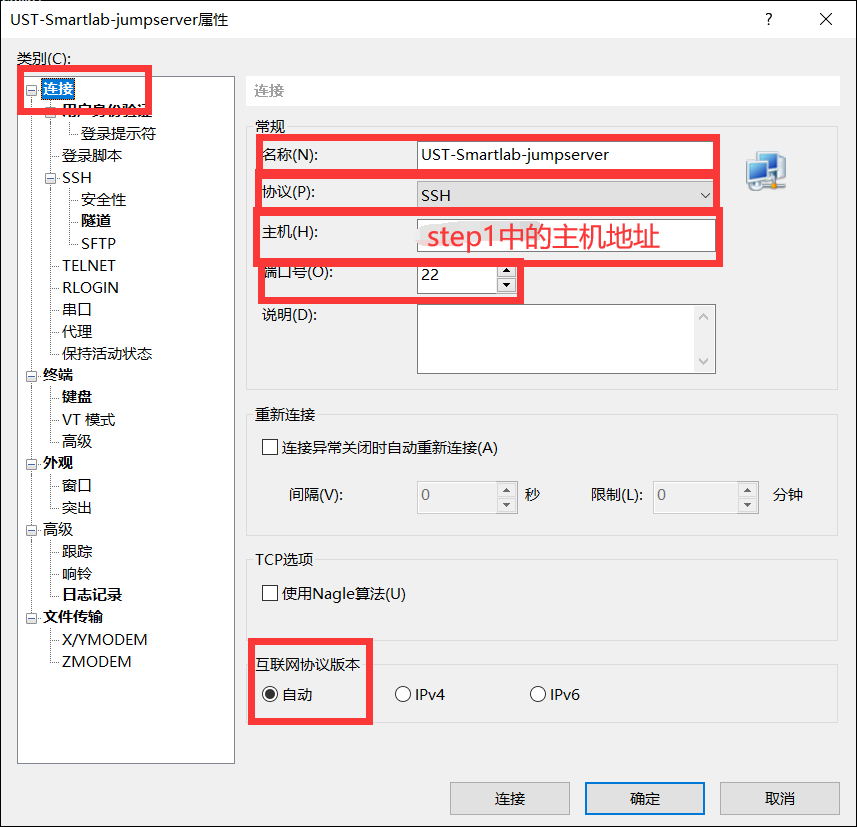 UST-Smartlab-jumpserver属性
?
类别(C):
连接
用户身份验证
登录提示符
登录脚本
SSH
安全性
隧道
SFTP
TELNET
RLOGIN
串口
代理
保持活动状态
终端
键盘
VT 模式
高级
外观
窗口
突出
高级
跟踪
响铃
日志记录
文件传输
X/YMODEM
ZMODEM
连接
常规
名称(N): UST-Smartlab-jumpserver
协议(P): SSH
主机(H): step1中的主机地址
端口号(O): 22
说明(D):
重新连接
连接异常关闭时自动重新连接(A)
间隔(V): 0 秒 限制(L): 0 分钟
TCP选项
使用Nagle算法(U)
互联网协议版本
自动 IPv4 IPv6
连接 确定 取消